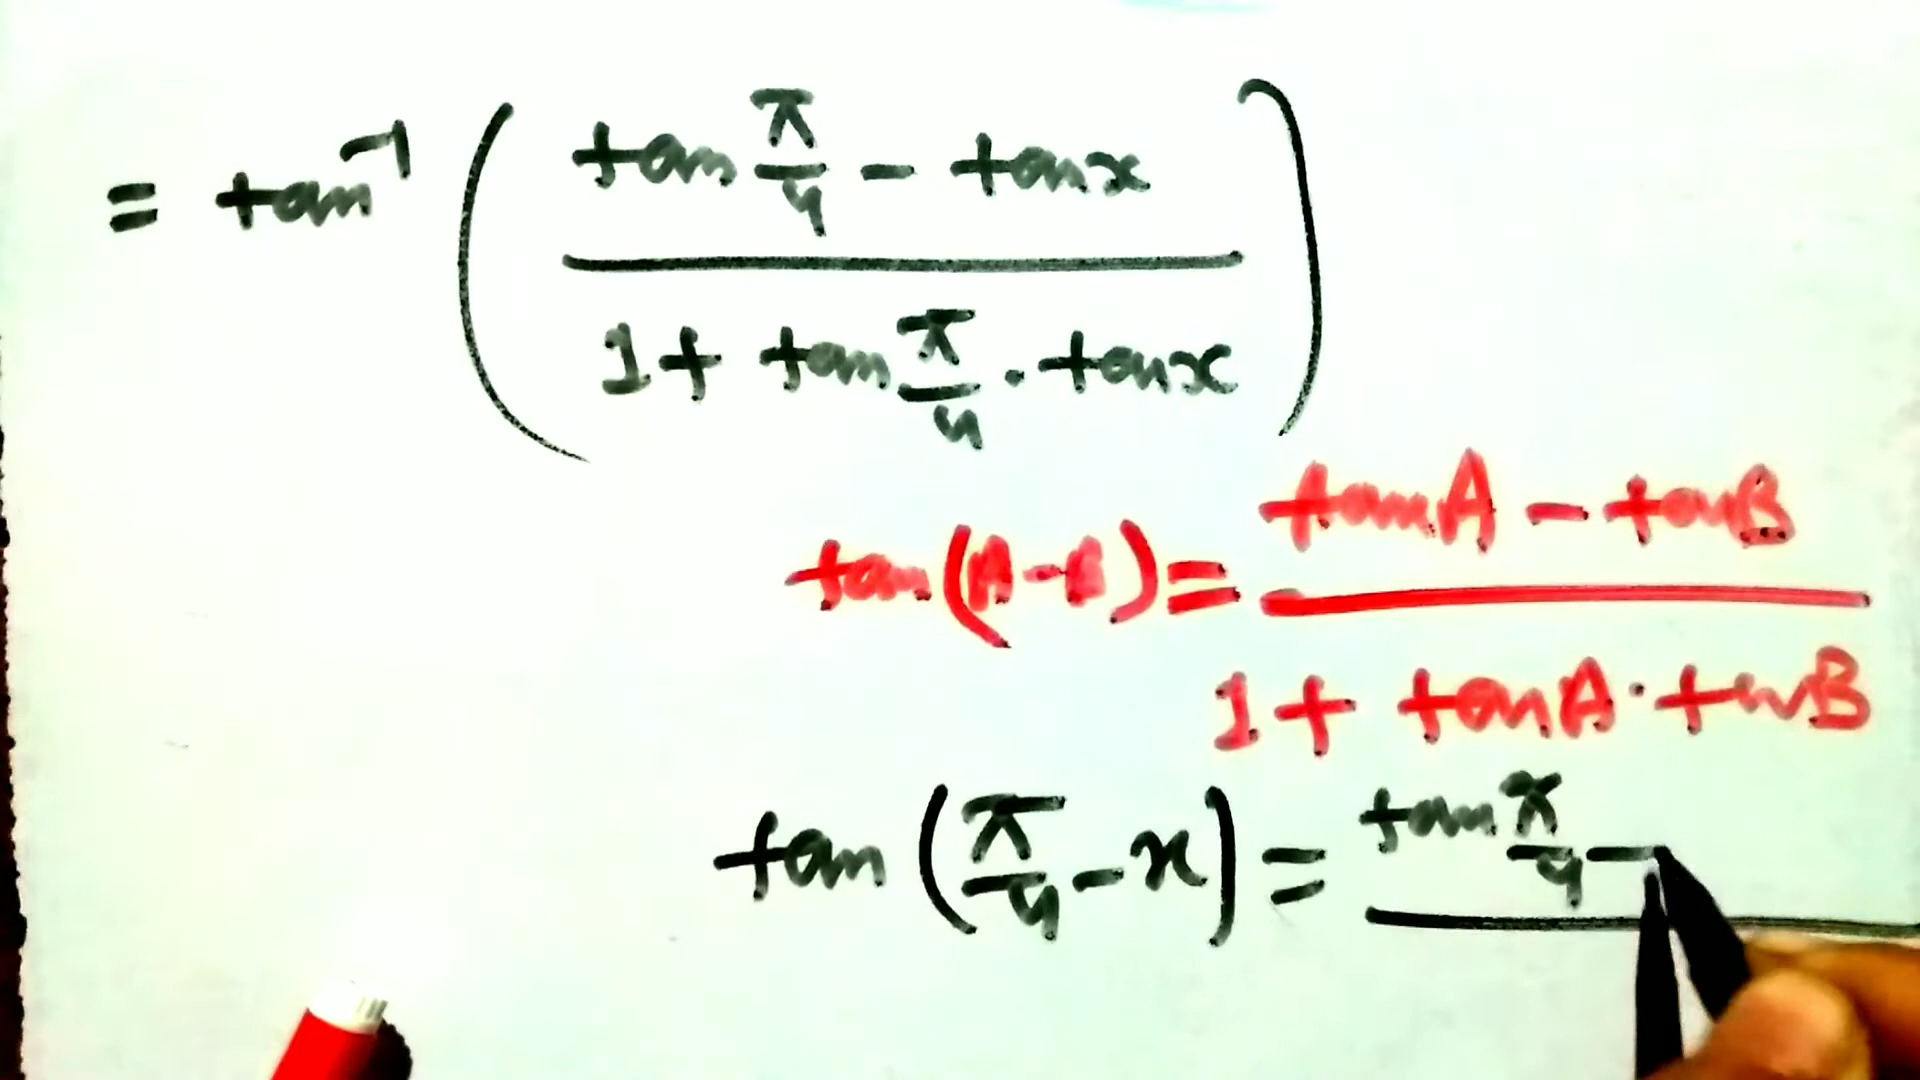 = tan⁻¹ ( (tan π/4 − tanx) / (1 + tan π/4 · tanx) )
tan(A−B) = (tanA − tanB) / (1 + tanA · tanB)
tan(π/4 − x) = tan π/4 −